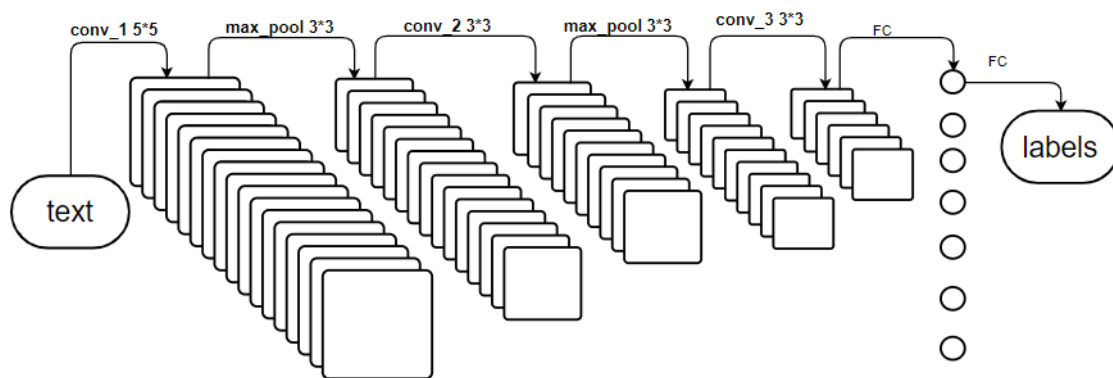 conv_1 5*5
max_pool 3*3
conv_2 3*3
max_pool 3*3
conv_3 3*3
FC
FC
text
labels